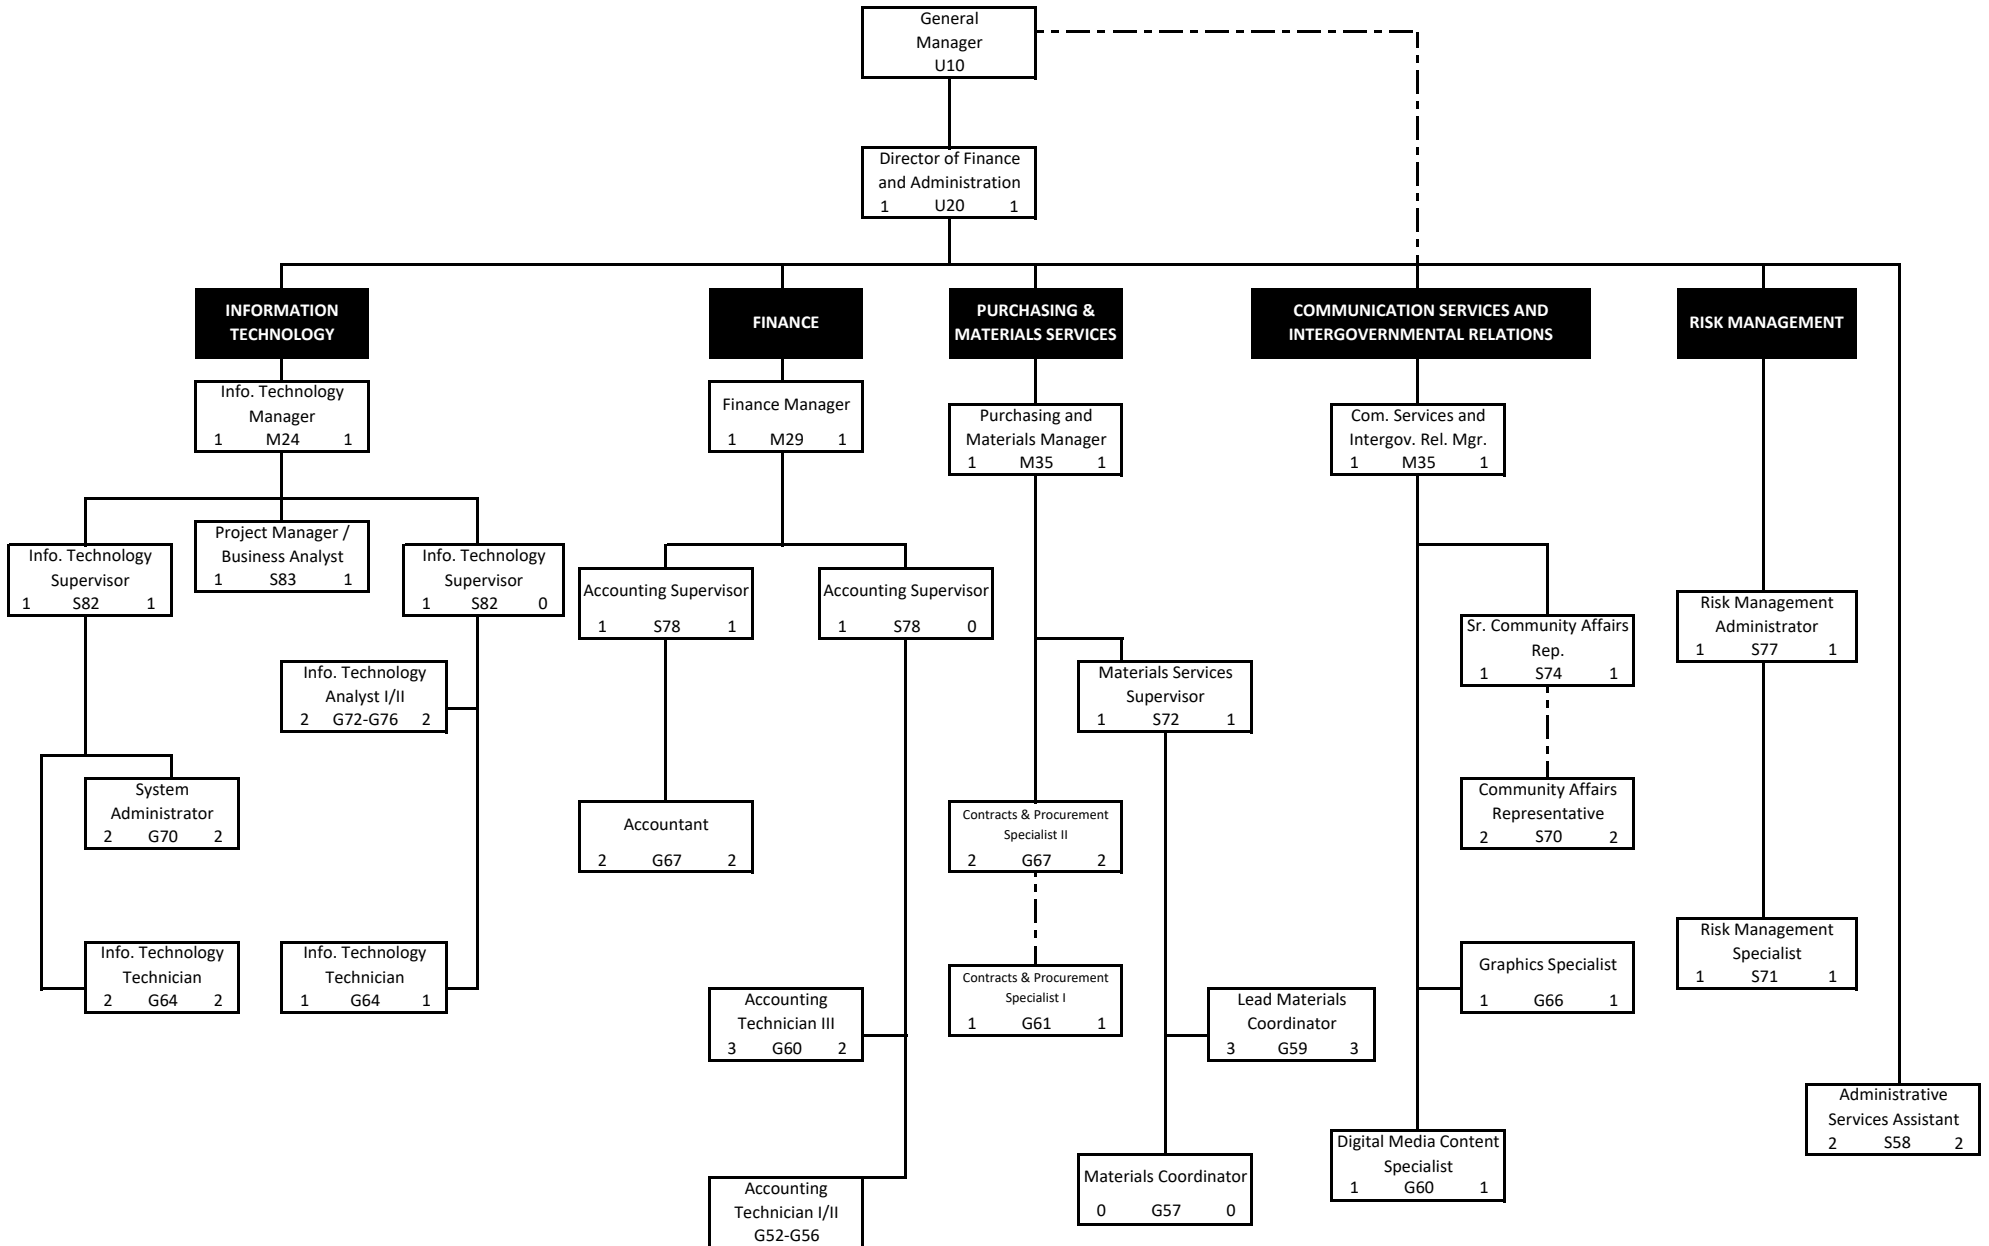 General
Manager
U10
Director of Finance
and Administration
1 U20 1
INFORMATION
TECHNOLOGY
FINANCE
PURCHASING &
MATERIALS SERVICES
COMMUNICATION SERVICES AND
INTERGOVERNMENTAL RELATIONS
RISK MANAGEMENT
Info. Technology
Manager
1 M24 1
Finance Manager
1 M29 1
Purchasing and
Materials Manager
1 M35 1
Com. Services and
Intergov. Rel. Mgr.
1 M35 1
Info. Technology
Supervisor
1 S82 1
Project Manager /
Business Analyst
1 S83 1
Info. Technology
Supervisor
1 S82 0
Accounting Supervisor
1 S78 1
Accounting Supervisor
1 S78 0
Sr. Community Affairs
Rep.
1 S74 1
Risk Management
Administrator
1 S77 1
Info. Technology
Analyst I/II
2 G72-G76 2
Materials Services
Supervisor
1 S72 1
System
Administrator
2 G70 2
Accountant
2 G67 2
Contracts & Procurement
Specialist II
2 G67 2
Community Affairs
Representative
2 S70 2
Info. Technology
Technician
2 G64 2
Info. Technology
Technician
1 G64 1
Contracts & Procurement
Specialist I
1 G61 1
Graphics Specialist
1 G66 1
Risk Management
Specialist
1 S71 1
Accounting
Technician III
3 G60 2
Lead Materials
Coordinator
3 G59 3
Administrative
Services Assistant
2 S58 2
Materials Coordinator
0 G57 0
Digital Media Content
Specialist
1 G60 1
Accounting
Technician I/II
G52-G56